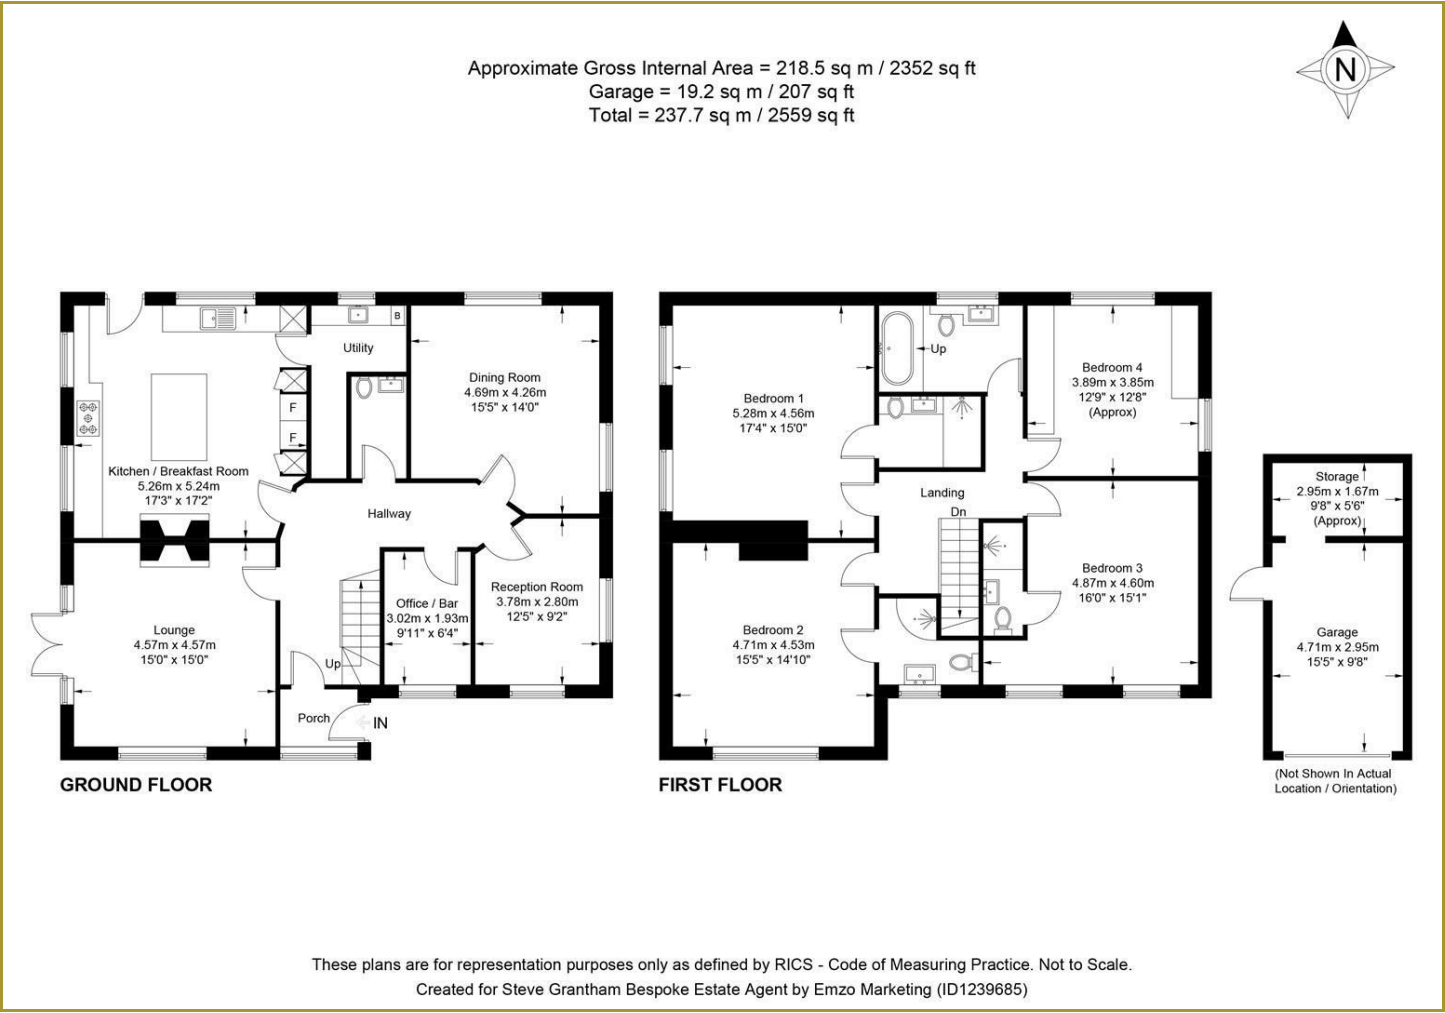 Approximate Gross Internal Area = 218.5 sq m / 2352 sq ft
Garage = 19.2 sq m / 207 sq ft
Total = 237.7 sq m / 2559 sq ft
N
Utility
B
Dining Room
4.69m x 4.26m
15'5" x 14'0"
F
F
Kitchen / Breakfast Room
5.26m x 5.24m
17'3" x 17'2"
Hallway
Lounge
4.57m x 4.57m
15'0" x 15'0"
Office / Bar
3.02m x 1.93m
9'11" x 6'4"
Reception Room
3.78m x 2.80m
12'5" x 9'2"
Up
Porch
IN
GROUND FLOOR
Up
Bedroom 1
5.28m x 4.56m
17'4" x 15'0"
Bedroom 4
3.89m x 3.85m
12'9" x 12'8"
(Approx)
Landing
Dn
Bedroom 2
4.71m x 4.53m
15'5" x 14'10"
Bedroom 3
4.87m x 4.60m
16'0" x 15'1"
FIRST FLOOR
Storage
2.95m x 1.67m
9'8" x 5'6"
(Approx)
Garage
4.71m x 2.95m
15'5" x 9'8"
(Not Shown In Actual
Location / Orientation)
These plans are for representation purposes only as defined by RICS - Code of Measuring Practice. Not to Scale.
Created for Steve Grantham Bespoke Estate Agent by Emzo Marketing (ID1239685)